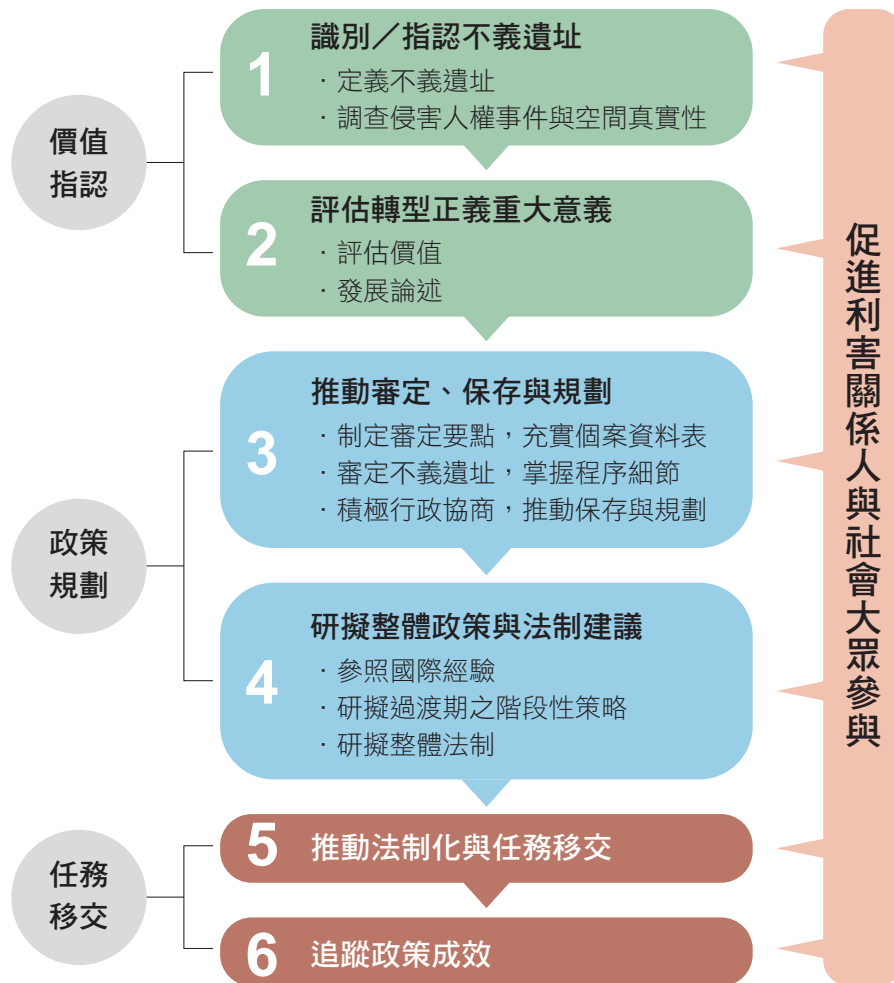 價值
指認
1
識別／指認不義遺址
．定義不義遺址
．調查侵害人權事件與空間真實性
2
評估轉型正義重大意義
．評估價值
．發展論述
政策
規劃
3
推動審定、保存與規劃
．制定審定要點，充實個案資料表
．審定不義遺址，掌握程序細節
．積極行政協商，推動保存與規劃
4
研擬整體政策與法制建議
．參照國際經驗
．研擬過渡期之階段性策略
．研擬整體法制
任務
移交
5
推動法制化與任務移交
6
追蹤政策成效
促進利害關係人與社會大眾參與